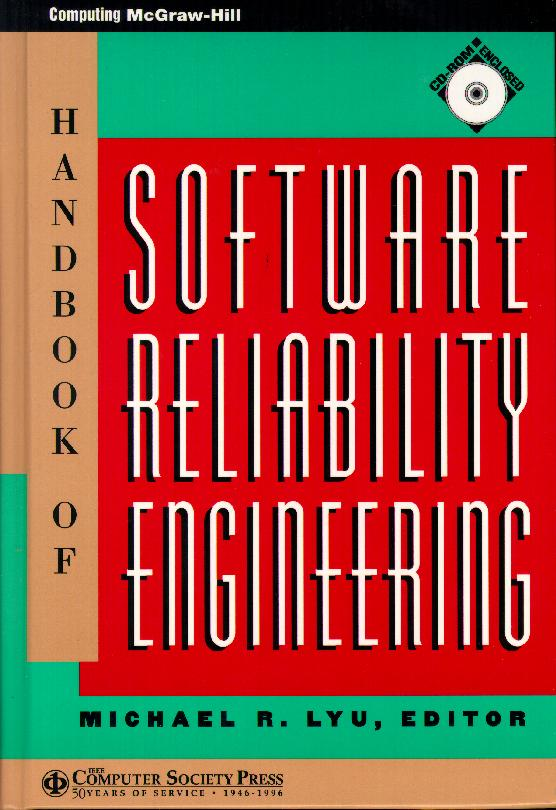 Computing McGraw-Hill
CD-ROM ENCLOSED
HANDBOOK OF
SOFTWARE
RELIABILITY
ENGINEERING
MICHAEL R. LYU, EDITOR
IEEE
COMPUTER SOCIETY PRESS
50 YEARS OF SERVICE • 1946-1996